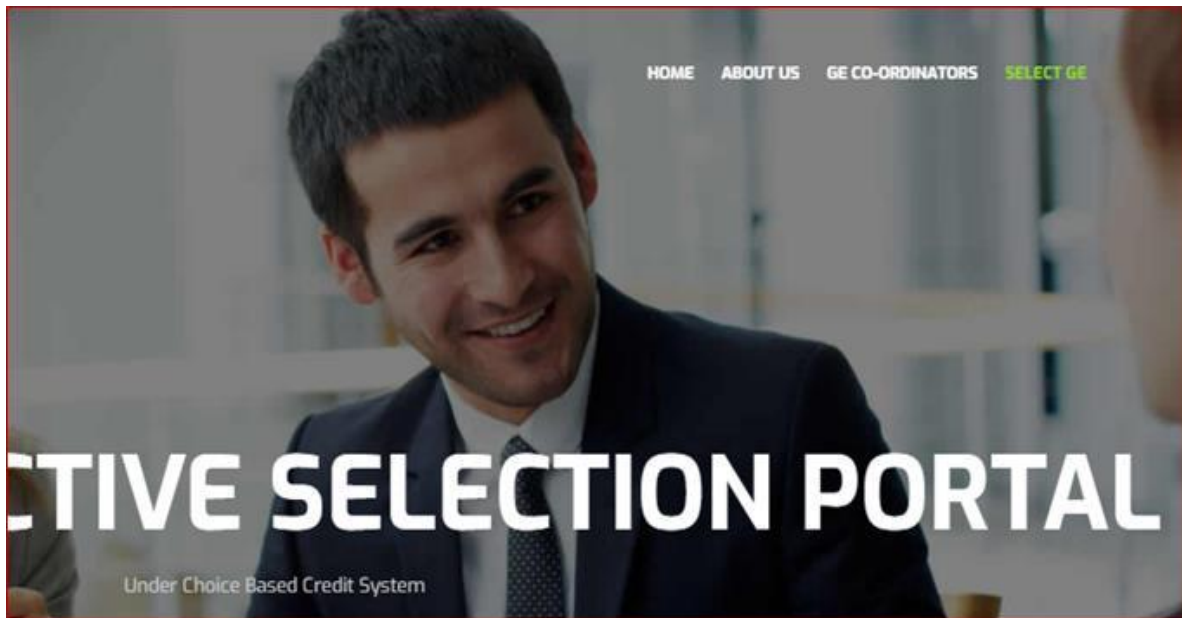 HOME ABOUT US GE CO-ORDINATORS SELECT GE
CTIVE SELECTION PORTAL
Under Choice Based Credit System